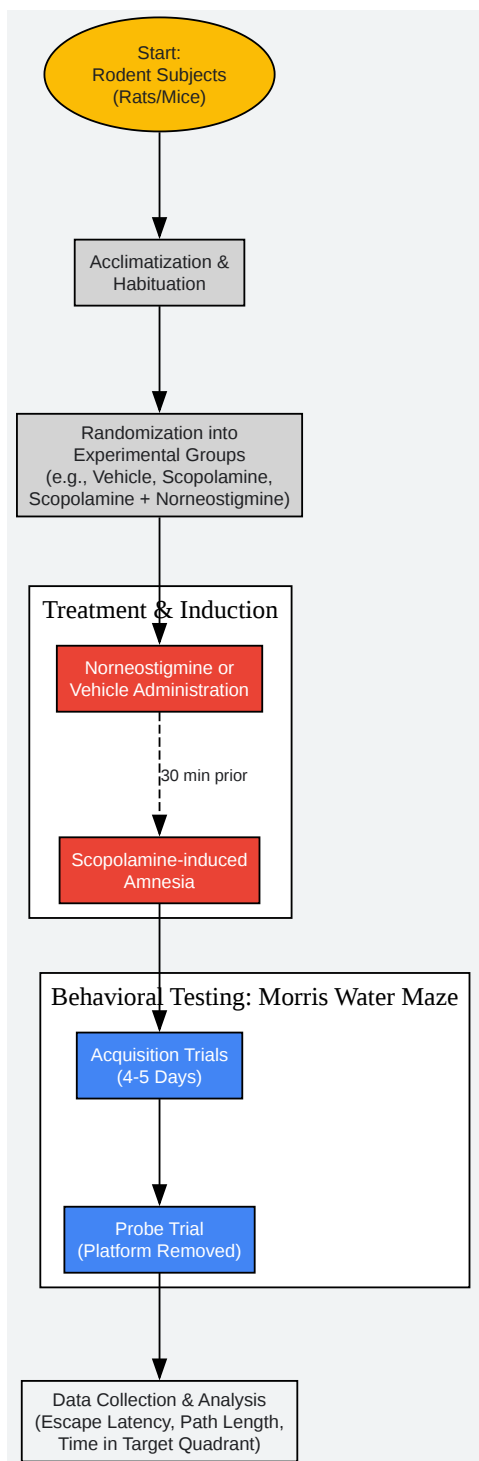 Start:
Rodent Subjects
(Rats/Mice)
Acclimatization &
Habituation
Randomization into
Experimental Groups
(e.g., Vehicle, Scopolamine,
Scopolamine + Norneostigmine)
Treatment & Induction
Norneostigmine or
Vehicle Administration
30 min prior
Scopolamine-induced
Amnesia
Behavioral Testing: Morris Water Maze
Acquisition Trials
(4-5 Days)
Probe Trial
(Platform Removed)
Data Collection & Analysis
(Escape Latency, Path Length,
Time in Target Quadrant)